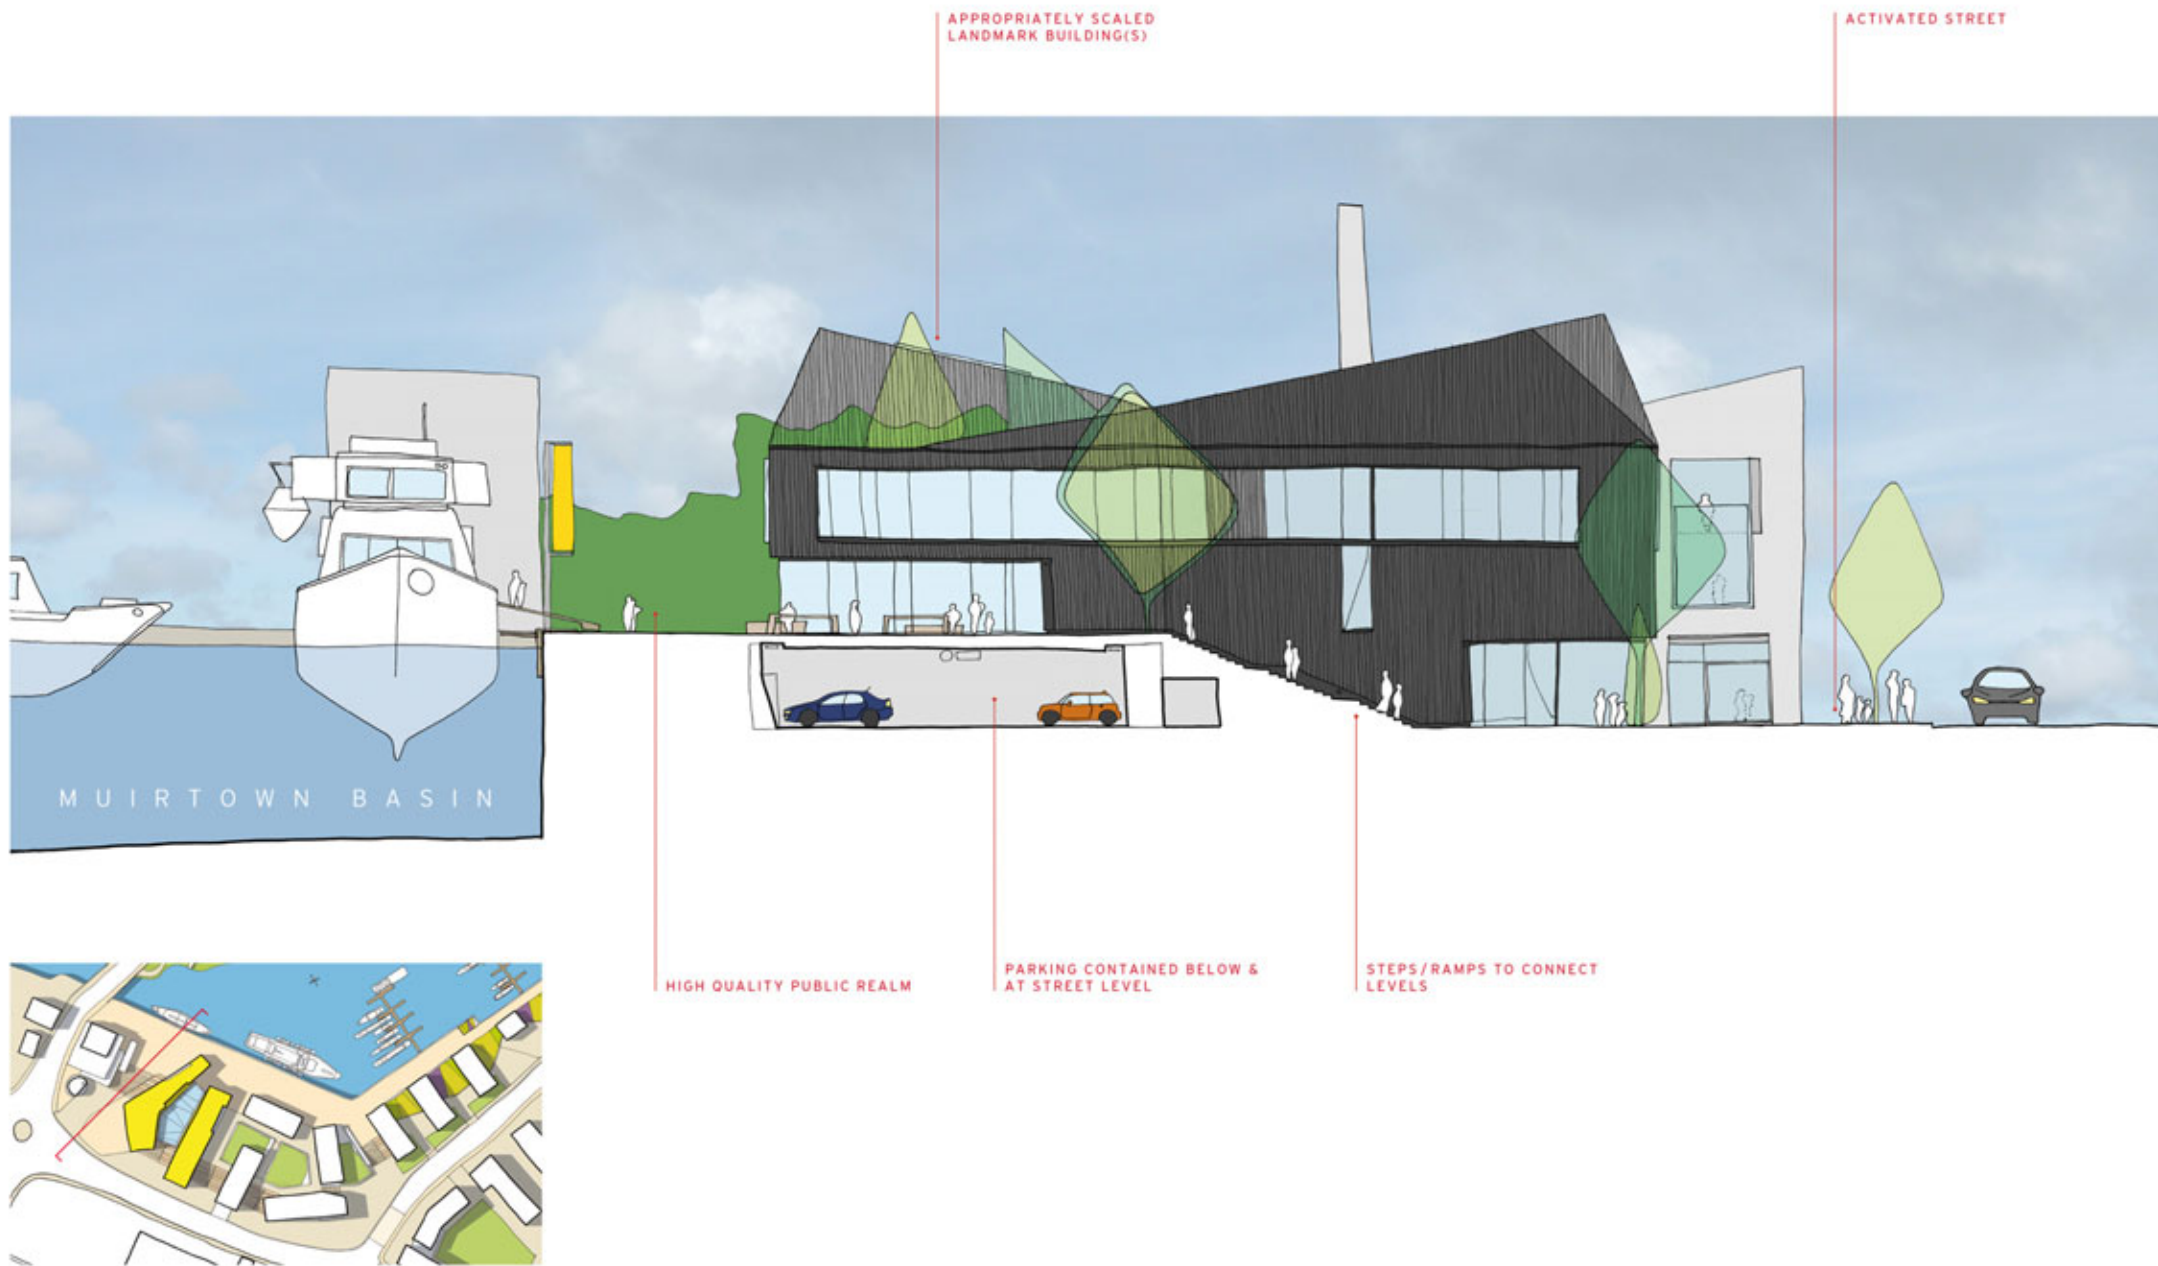 APPROPRIATELY SCALED
LANDMARK BUILDING(S)
ACTIVATED STREET
MUIRTOWN BASIN
HIGH QUALITY PUBLIC REALM
PARKING CONTAINED BELOW &
AT STREET LEVEL
STEPS/RAMPS TO CONNECT
LEVELS